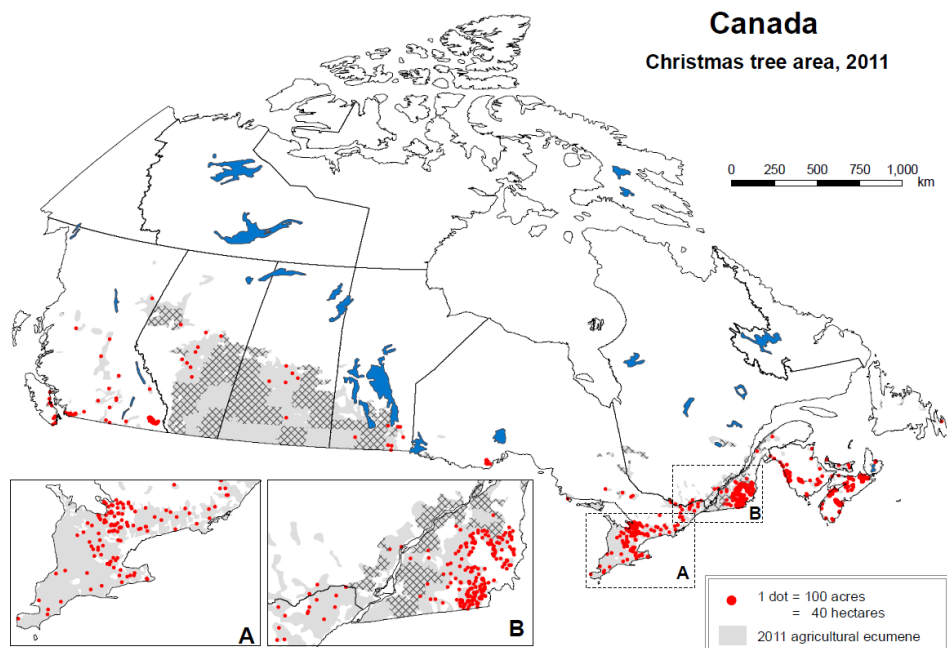 Canada
Christmas tree area, 2011
0 250 500 750 1,000
km
A
B
A
B
1 dot = 100 acres
= 40 hectares
2011 agricultural ecumene